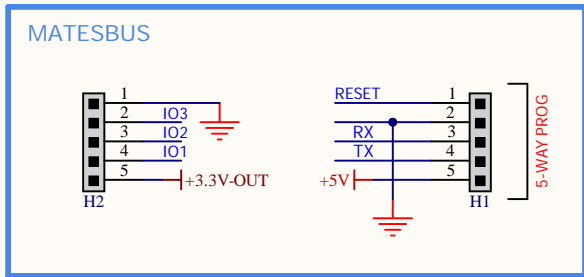 MATESBUS
1
2 IO3
3 IO2
4 IO1
5 +3.3V-OUT
H2
RESET 1
2
RX 3
TX 4
+5V 5
H1
5-WAY PROG